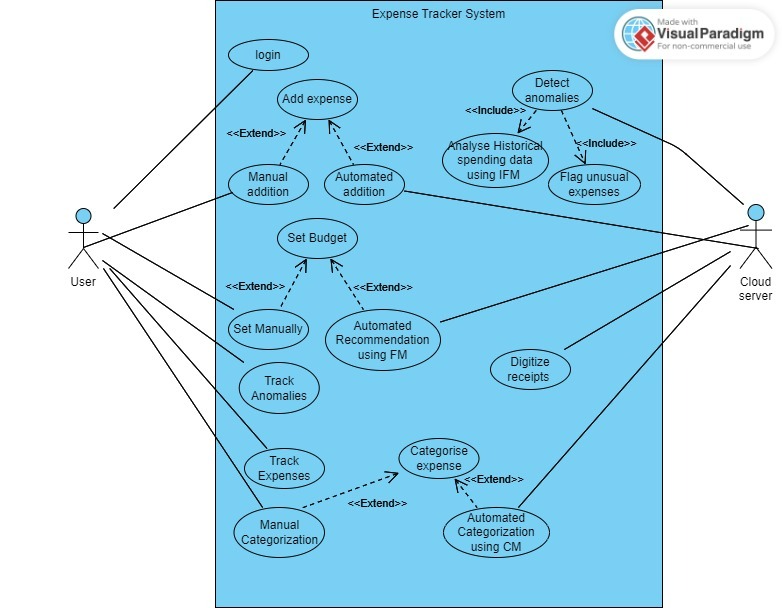 Expense Tracker System
Made with
VisualParadigm
For non-commercial use
login
Add expense
Detect
anomalies
<<Include>>
<<Extend>>
<<Extend>>
Analyse Historical
spending data
using IFM
<<Include>>
Manual
addition
Automated
addition
Flag unusual
expenses
Set Budget
User
Cloud
server
<<Extend>>
<<Extend>>
Set Manually
Automated
Recommendation
using FM
Digitize
receipts
Track
Anomalies
Track
Expenses
Categorise
expense
<<Extend>>
<<Extend>>
Manual
Categorization
Automated
Categorization
using CM